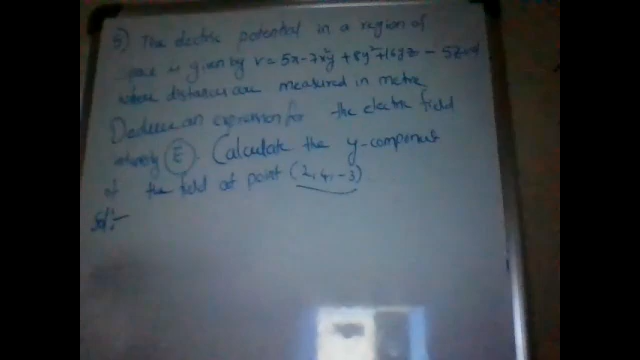 5) The electric potential in a region of
space is given by V = 5x - 7x²y + 8y² + 16yz - 5z volt
where distances are measured in metre
Deduce an expression for the electric field
intensity (E⃗). Calculate the y-component
of the field at point (2, 4, -3)
Sol:-